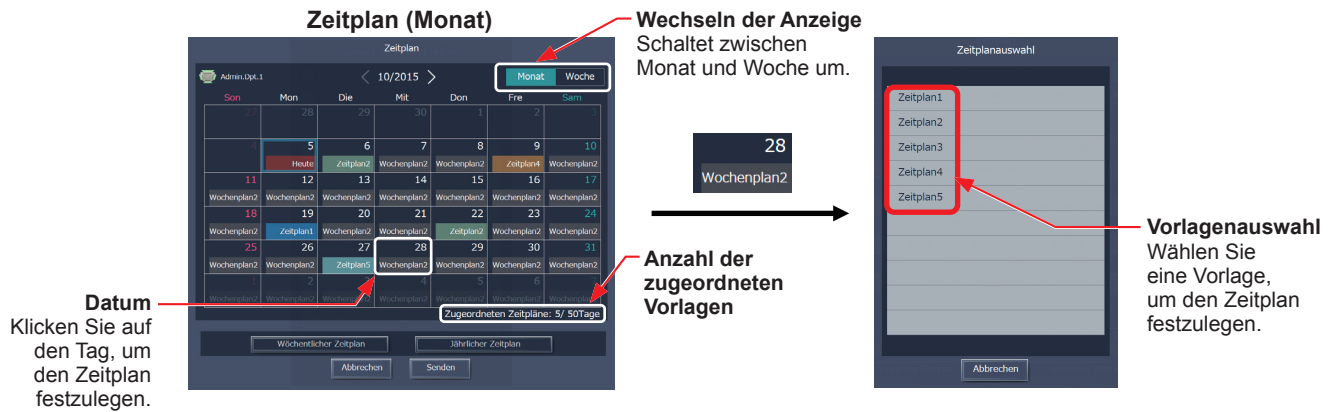 Zeitplan (Monat)
Wechseln der Anzeige
Schaltet zwischen
Monat und Woche um.
Zeitplan
Admin.Dpt.1
10/2015
Monat Woche
Son Mon Die Mit Don Fre Sam
27 28 29 30 1 2 3
4 5 6 7 8 9 10
Heute Zeitplan2 Wochenplan2 Wochenplan2 Zeitplan4 Wochenplan2
11 12 13 14 15 16 17
Wochenplan2 Wochenplan2 Wochenplan2 Wochenplan2 Wochenplan2 Wochenplan2 Wochenplan2
18 19 20 21 22 23 24
Wochenplan2 Zeitplan1 Wochenplan2 Wochenplan2 Zeitplan2 Wochenplan2 Wochenplan2
25 26 27 28 29 30 31
Wochenplan2 Wochenplan2 Zeitplan5 Wochenplan2 Wochenplan2 Wochenplan2 Wochenplan2
1 2 4 5 6
Wochenplan2 Wochenplan2 Wochenplan2 Wochenplan2 Wochenplan2 Wochenplan2
Zugeordneten Zeitpläne: 5/ 50Tage
Wöchentlicher Zeitplan Jährlicher Zeitplan
Abbrechen Senden
Datum
Klicken Sie auf
den Tag, um
den Zeitplan
festzulegen.
28
Wochenplan2
Anzahl der
zugeordneten
Vorlagen
Zeitplanauswahl
Zeitplan1
Zeitplan2
Zeitplan3
Zeitplan4
Zeitplan5
Abbrechen
Vorlagenauswahl
Wählen Sie
eine Vorlage,
um den Zeitplan
festzulegen.